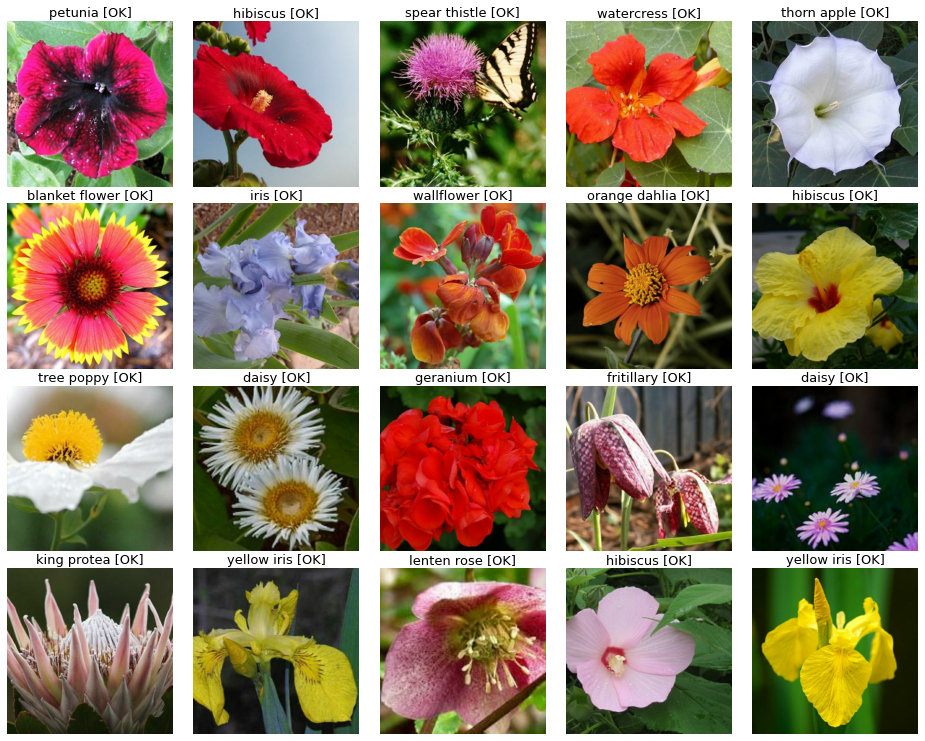 petunia [OK]
hibiscus [OK]
spear thistle [OK]
watercress [OK]
thorn apple [OK]
blanket flower [OK]
iris [OK]
wallflower [OK]
orange dahlia [OK]
hibiscus [OK]
tree poppy [OK]
daisy [OK]
geranium [OK]
fritillary [OK]
daisy [OK]
king protea [OK]
yellow iris [OK]
lenten rose [OK]
hibiscus [OK]
yellow iris [OK]